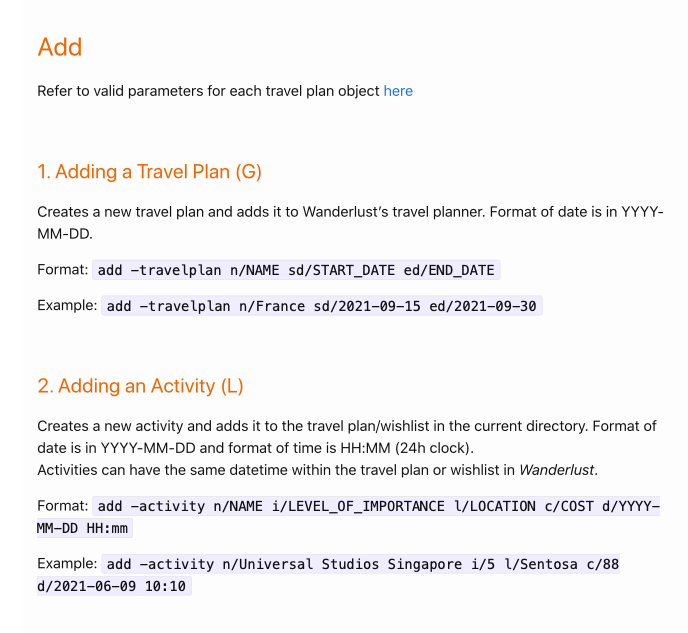 Add
Refer to valid parameters for each travel plan object here
1. Adding a Travel Plan (G)
Creates a new travel plan and adds it to Wanderlust’s travel planner. Format of date is in YYYY-
MM-DD.
Format: add -travelplan n/NAME sd/START_DATE ed/END_DATE
Example: add -travelplan n/France sd/2021-09-15 ed/2021-09-30
2. Adding an Activity (L)
Creates a new activity and adds it to the travel plan/wishlist in the current directory. Format of
date is in YYYY-MM-DD and format of time is HH:MM (24h clock).
Activities can have the same datetime within the travel plan or wishlist in Wanderlust.
Format: add -activity n/NAME i/LEVEL_OF_IMPORTANCE l/LOCATION c/COST d/YYYY-
MM-DD HH:mm
Example: add -activity n/Universal Studios Singapore i/5 l/Sentosa c/88
d/2021-06-09 10:10